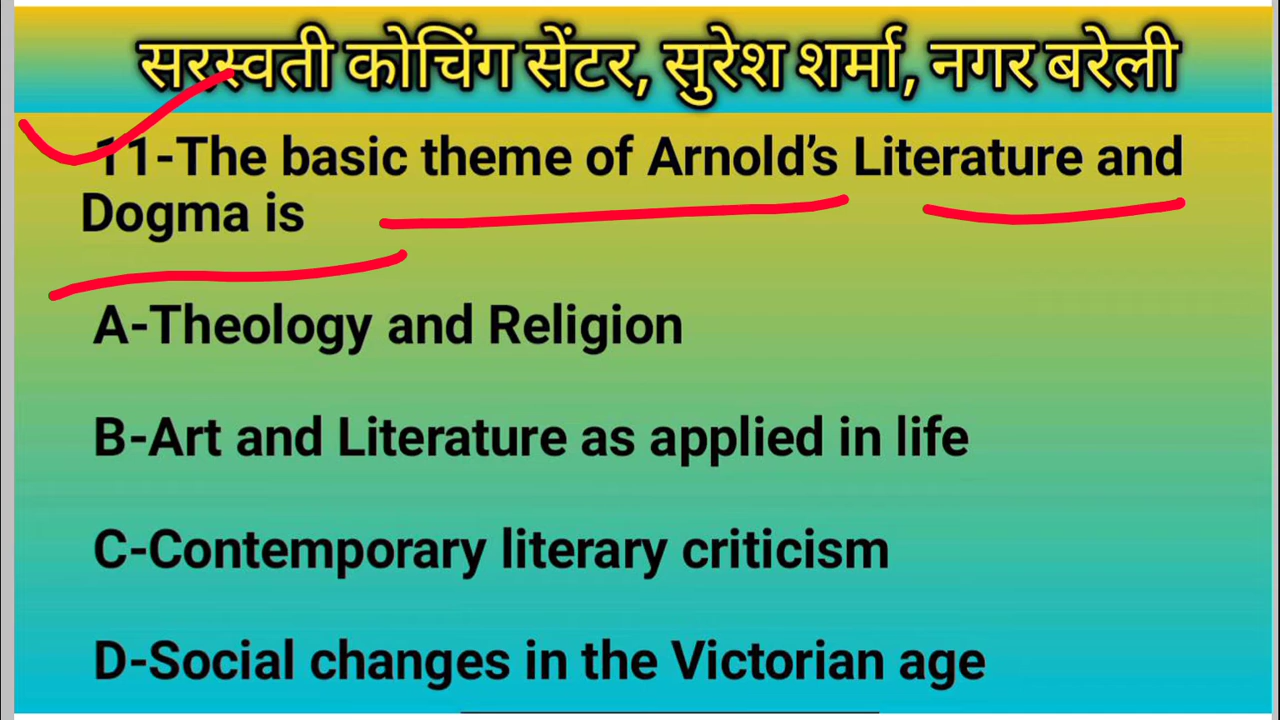 सरस्वती कोचिंग सेंटर, सुरेश शर्मा, नगर बरेली
11-The basic theme of Arnold’s Literature and
Dogma is
A-Theology and Religion
B-Art and Literature as applied in life
C-Contemporary literary criticism
D-Social changes in the Victorian age